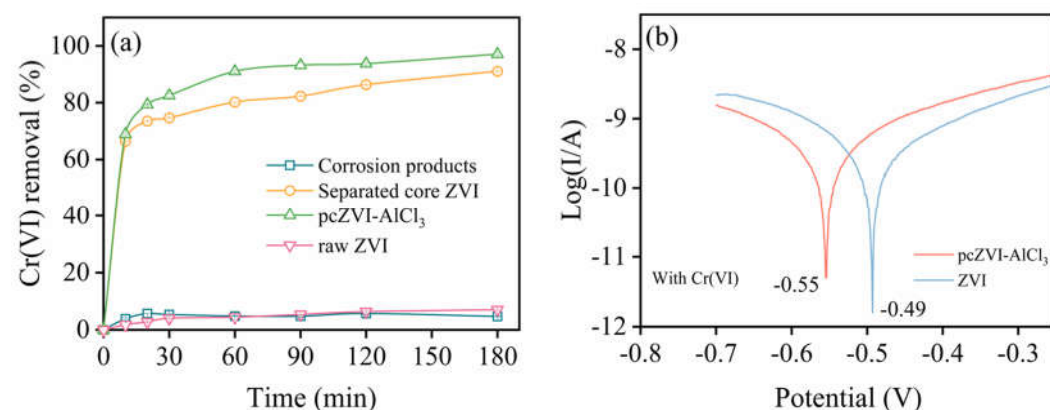 (a)
100
80
60
40
20
0
Cr(VI) removal (%)
Corrosion products
Separated core ZVI
pcZVI-AlCl₃
raw ZVI
0 30 60 90 120 150 180
Time (min)
(b)
-8
-9
-10
-11
-12
Log(I/A)
With Cr(VI)
-0.55
-0.49
pcZVI-AlCl₃
ZVI
-0.7 -0.6 -0.5 -0.4 -0.3
Potential (V)